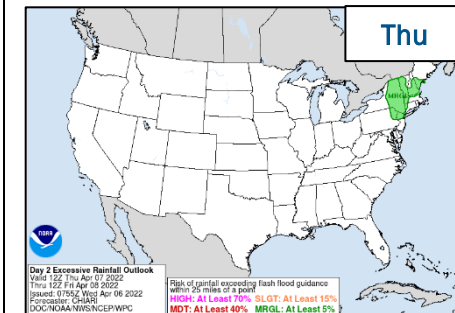 Thu
MRGL
NOAA
Day 2 Excessive Rainfall Outlook
Valid 12Z Thu Apr 07 2022
Thru 12Z Fri Apr 08 2022
Issued: 0755Z Wed Apr 06 2022
Forecaster: CHIARI
DOC/NOAA/NWS/NCEP/WPC
Risk of rainfall exceeding flash flood guidance
within 25 miles of a point
HIGH: At Least 70% SLGT: At Least 15%
MDT: At Least 40% MRGL: At Least 5%